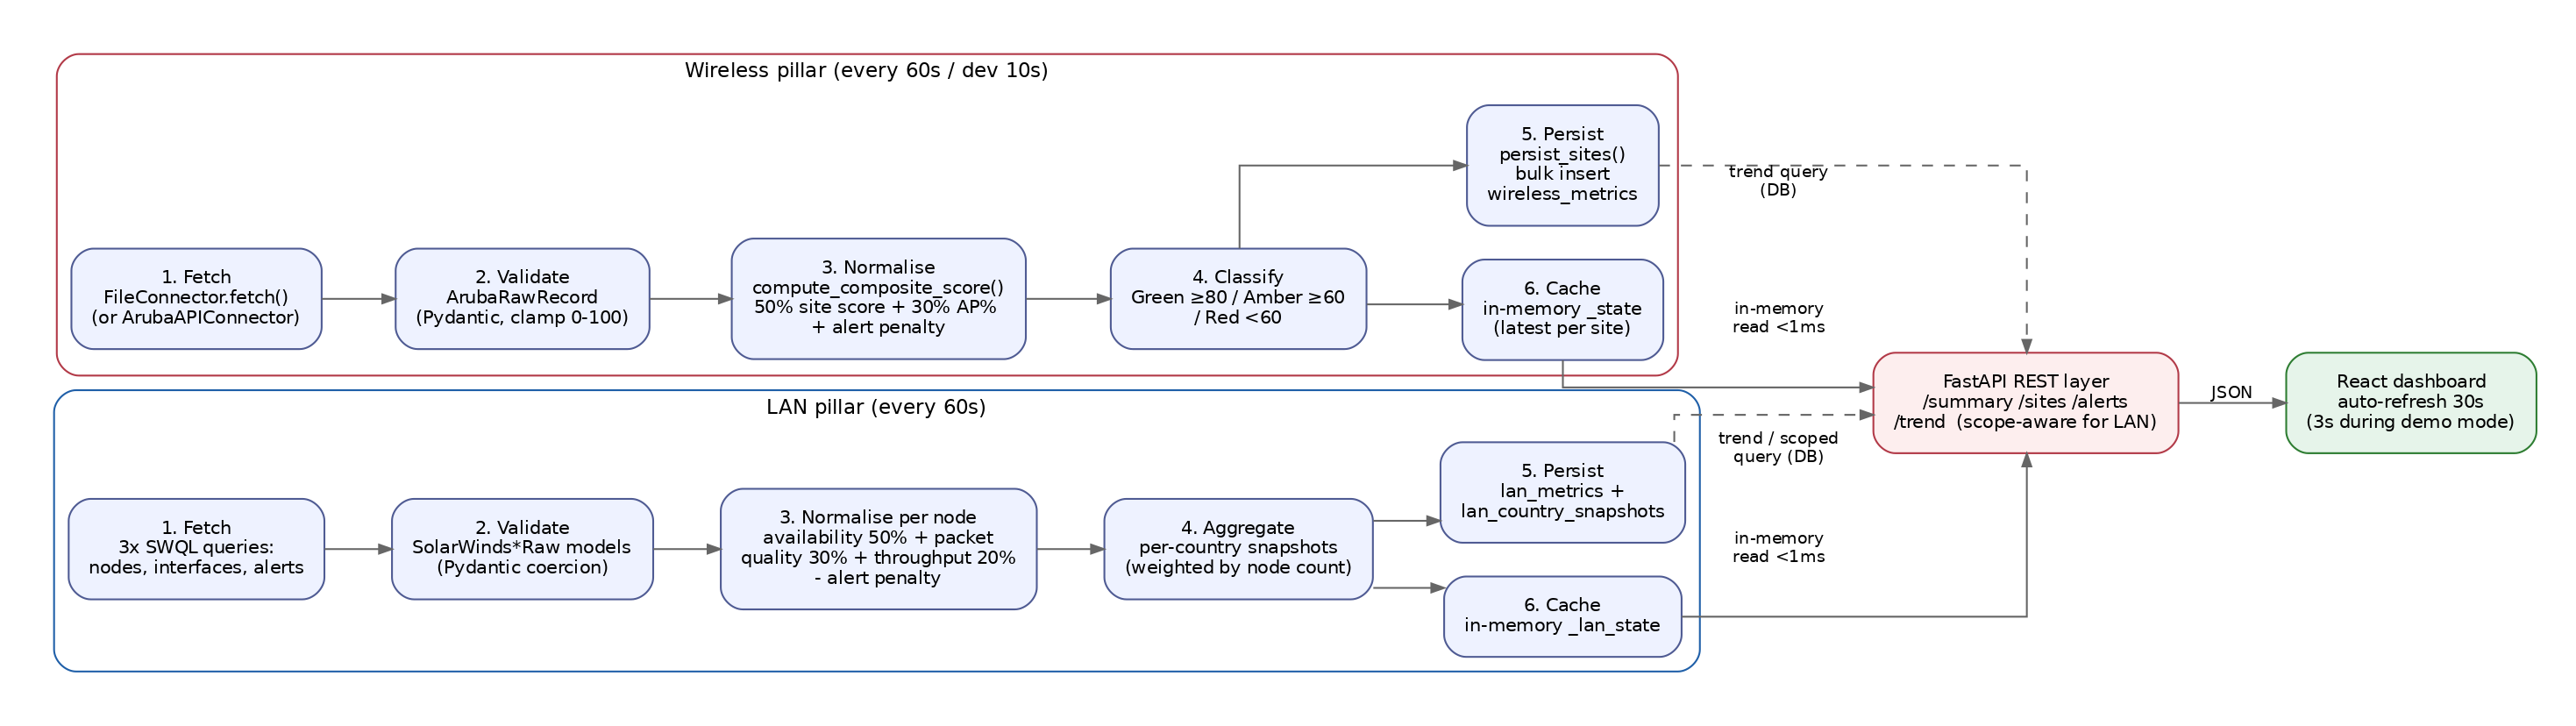 Wireless pillar (every 60s / dev 10s)
1. Fetch
FileConnector.fetch()
(or ArubaAPIConnector)
2. Validate
ArubaRawRecord
(Pydantic, clamp 0-100)
3. Normalise
compute_composite_score()
50% site score + 30% AP%
+ alert penalty
4. Classify
Green ≥80 / Amber ≥60
/ Red <60
5. Persist
persist_sites()
bulk insert
wireless_metrics
6. Cache
in-memory _state
(latest per site)
trend query
(DB)
in-memory
read <1ms
LAN pillar (every 60s)
1. Fetch
3x SWQL queries:
nodes, interfaces, alerts
2. Validate
SolarWinds*Raw models
(Pydantic coercion)
3. Normalise per node
availability 50% + packet
quality 30% + throughput 20%
- alert penalty
4. Aggregate
per-country snapshots
(weighted by node count)
5. Persist
lan_metrics +
lan_country_snapshots
6. Cache
in-memory _lan_state
trend / scoped
query (DB)
in-memory
read <1ms
FastAPI REST layer
/summary /sites /alerts
/trend  (scope-aware for LAN)
JSON
React dashboard
auto-refresh 30s
(3s during demo mode)